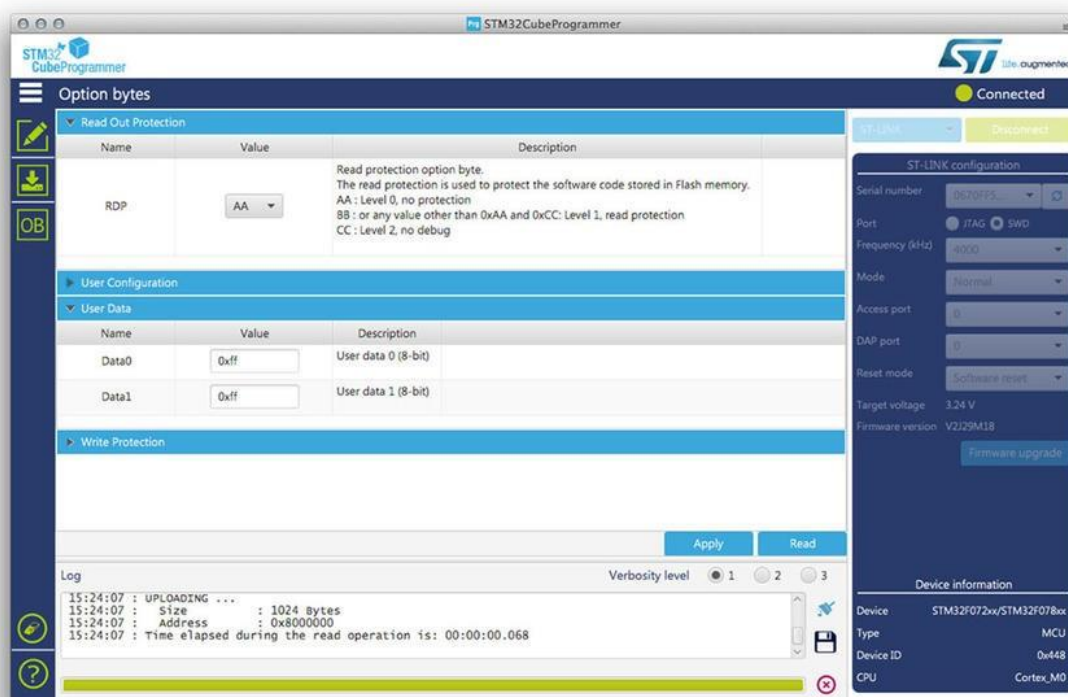 STM32CubeProgrammer
STM32
CubeProgrammer
ST life.augmented
Option bytes
Connected
Read Out Protection
Name Value Description
RDP AA
Read protection option byte.
The read protection is used to protect the software code stored in Flash memory.
AA : Level 0, no protection
BB : or any value other than 0xAA and 0xCC: Level 1, read protection
CC : Level 2, no debug
User Configuration
User Data
Name Value Description
Data0 0xff User data 0 (8-bit)
Data1 0xff User data 1 (8-bit)
Write Protection
Apply Read
Log Verbosity level 1 2 3
15:24:07 : UPLOADING ...
15:24:07 : Size : 1024 Bytes
15:24:07 : Address : 0x8000000
15:24:07 : Time elapsed during the read operation is: 00:00:00.068
OB
?
ST-LINK Disconnect
ST-LINK configuration
Serial number 0670FF5...
Port JTAG SWD
Frequency (kHz) 4000
Mode Normal
Access port 0
DAP port 0
Reset mode Software reset
Target voltage 3.24 V
Firmware version V2J29M18
Firmware upgrade
Device information
Device STM32F072xx/STM32F078xx
Type MCU
Device ID 0x448
CPU Cortex_M0